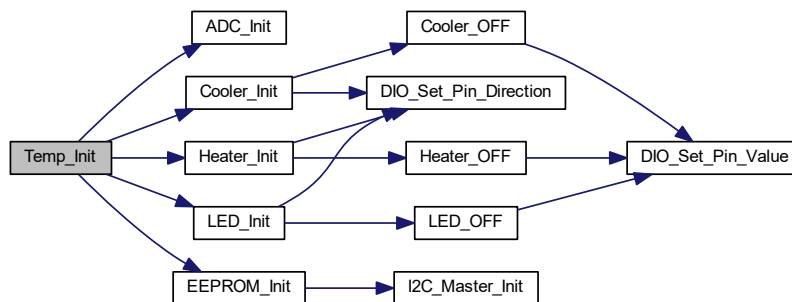 ADC_Init
Cooler_OFF
Cooler_Init
DIO_Set_Pin_Direction
Temp_Init
Heater_Init
Heater_OFF
DIO_Set_Pin_Value
LED_Init
LED_OFF
EEPROM_Init
I2C_Master_Init